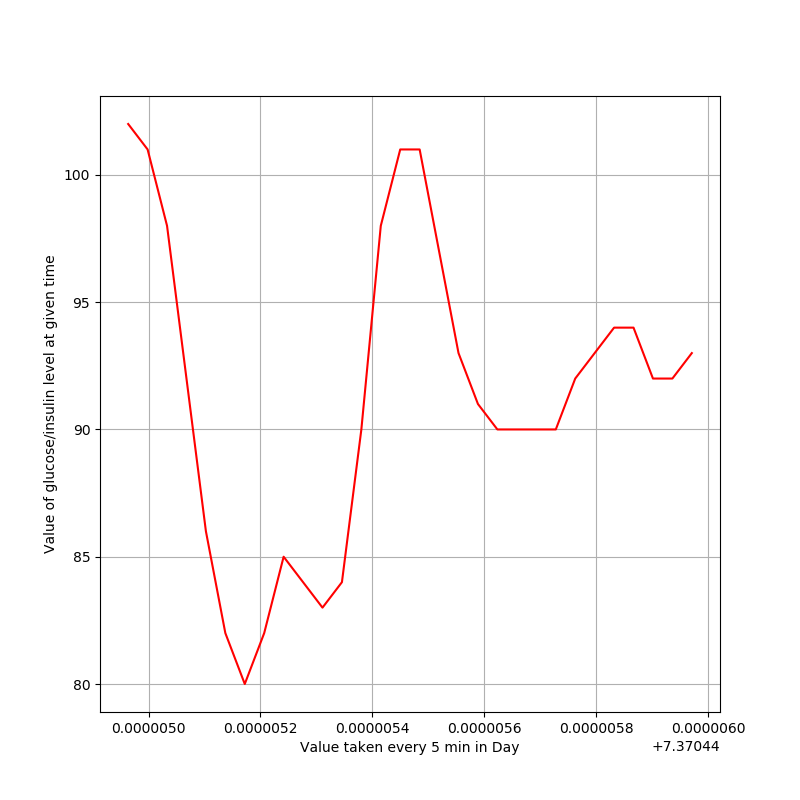 100
95
90
85
80
Value of glucose/insulin level at given time
0.0000050 0.0000052 0.0000054 0.0000056 0.0000058 0.0000060
Value taken every 5 min in Day
+7.37044